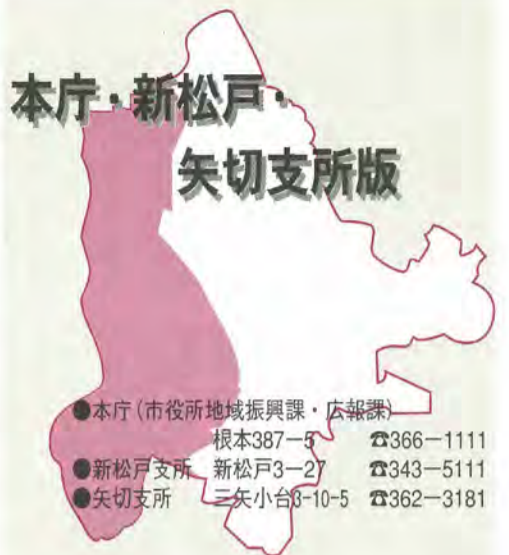 本庁・新松戸・
矢切支所版
●本庁(市役所地域振興課・広報課)
根本387−5 ☎366−1111
●新松戸支所 新松戸3−27 ☎343−5111
●矢切支所 三矢小台3-10-5 ☎362−3181